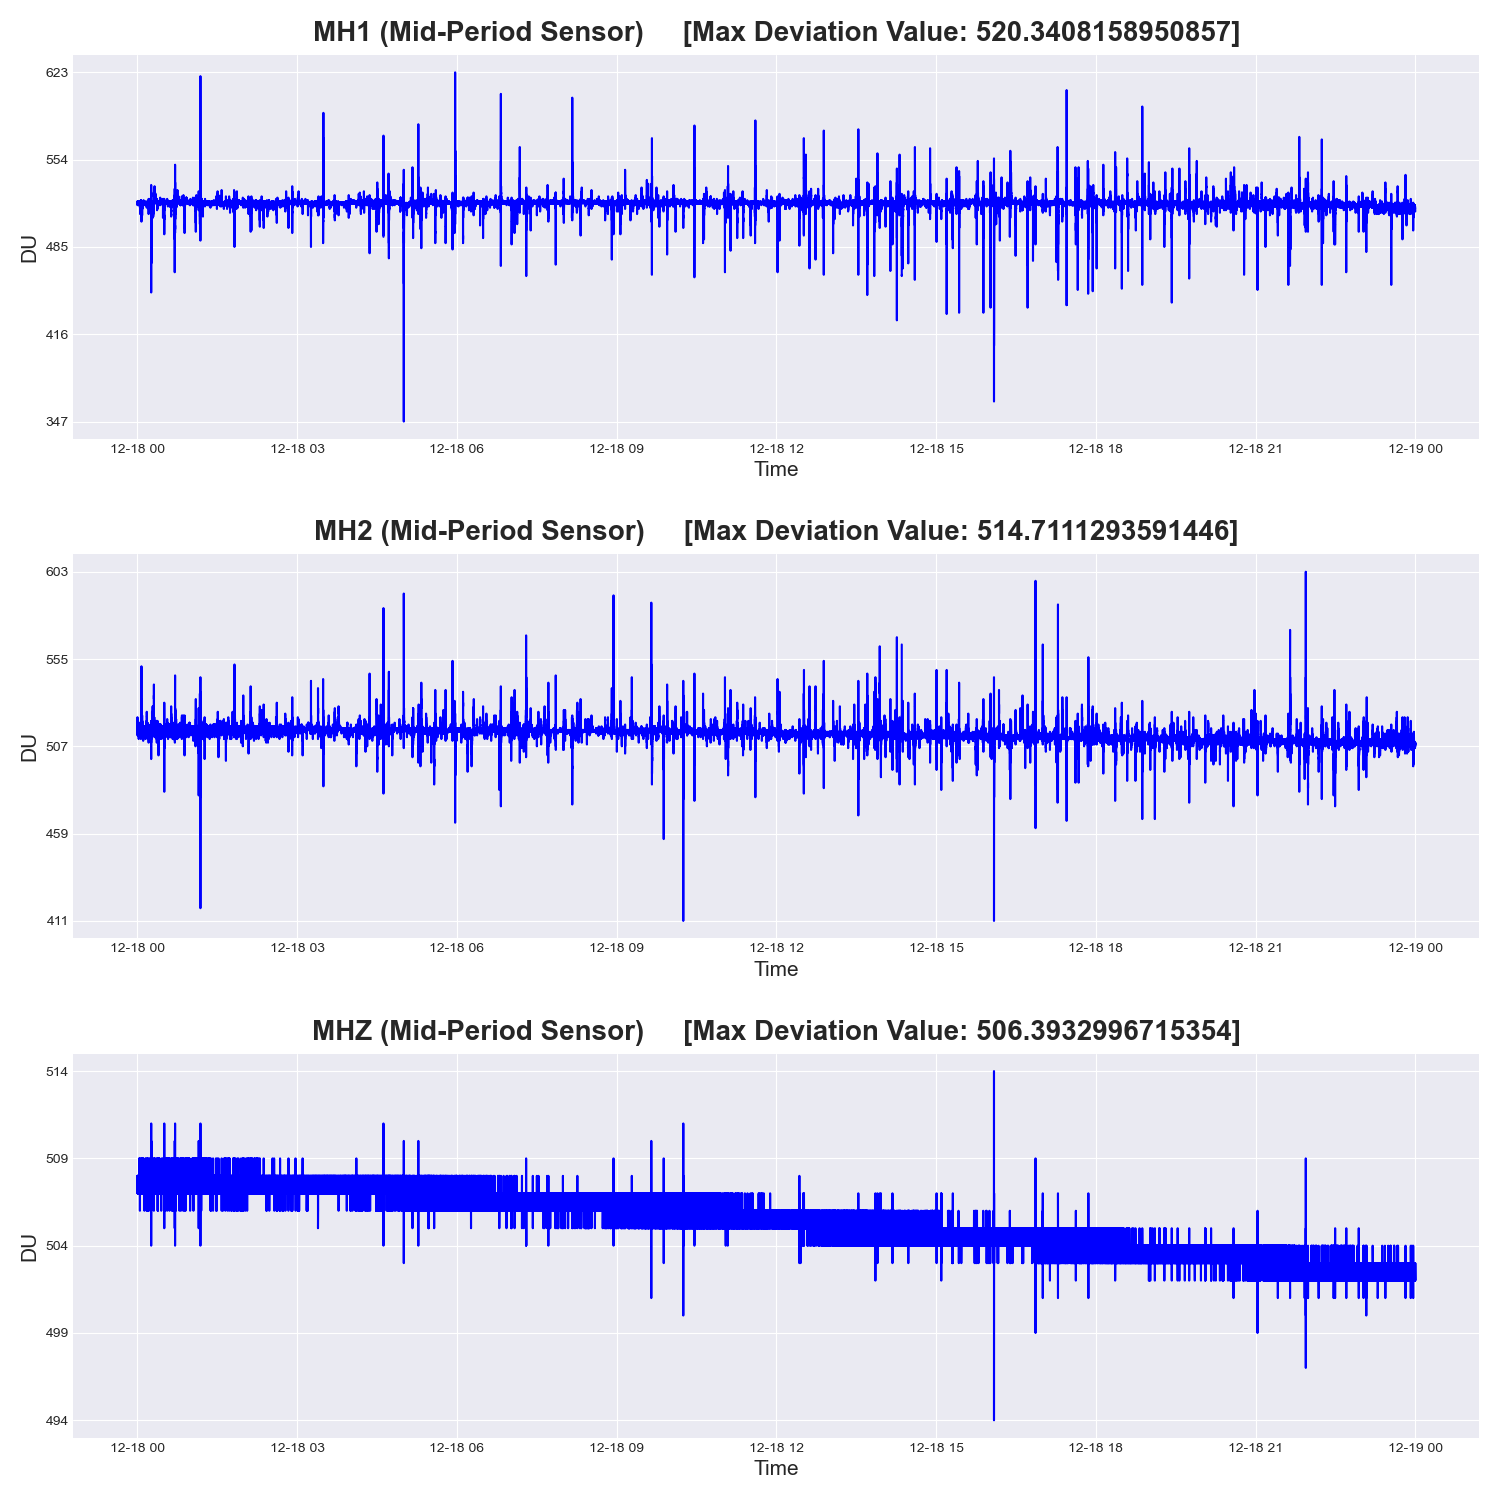 MH1 (Mid-Period Sensor) [Max Deviation Value: 520.3408158950857]
623
554
485
416
347
DU
12-18 00 12-18 03 12-18 06 12-18 09 12-18 12 12-18 15 12-18 18 12-18 21 12-19 00
Time
MH2 (Mid-Period Sensor) [Max Deviation Value: 514.7111293591446]
603
555
507
459
411
DU
12-18 00 12-18 03 12-18 06 12-18 09 12-18 12 12-18 15 12-18 18 12-18 21 12-19 00
Time
MHZ (Mid-Period Sensor) [Max Deviation Value: 506.3932996715354]
514
509
504
499
494
DU
12-18 00 12-18 03 12-18 06 12-18 09 12-18 12 12-18 15 12-18 18 12-18 21 12-19 00
Time